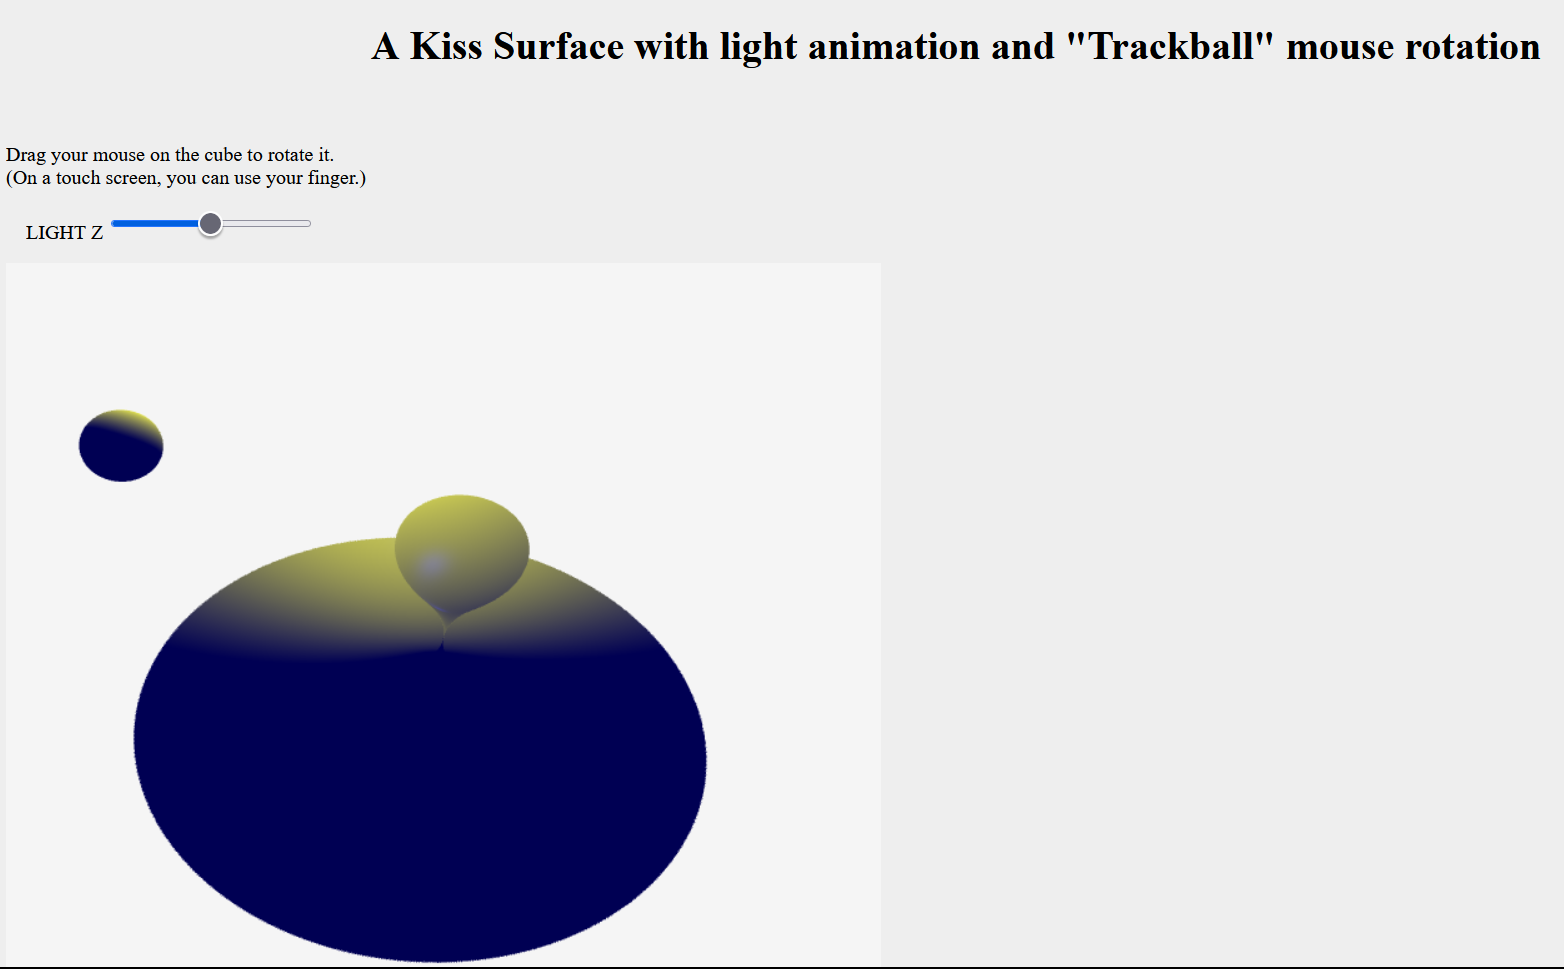 A Kiss Surface with light animation and "Trackball" mouse rotation
Drag your mouse on the cube to rotate it.
(On a touch screen, you can use your finger.)
LIGHT Z